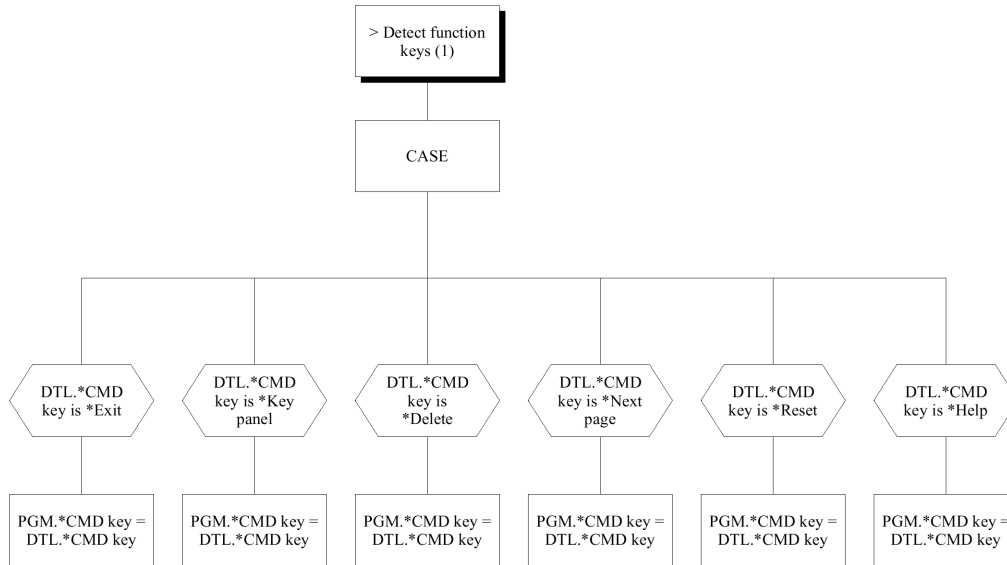 > Detect function
keys (1)
CASE
DTL.*CMD
key is *Exit
DTL.*CMD
key is *Key
panel
DTL.*CMD
key is
*Delete
DTL.*CMD
key is *Next
page
DTL.*CMD
key is *Reset
DTL.*CMD
key is *Help
PGM.*CMD key =
DTL.*CMD key
PGM.*CMD key =
DTL.*CMD key
PGM.*CMD key =
DTL.*CMD key
PGM.*CMD key =
DTL.*CMD key
PGM.*CMD key =
DTL.*CMD key
PGM.*CMD key =
DTL.*CMD key